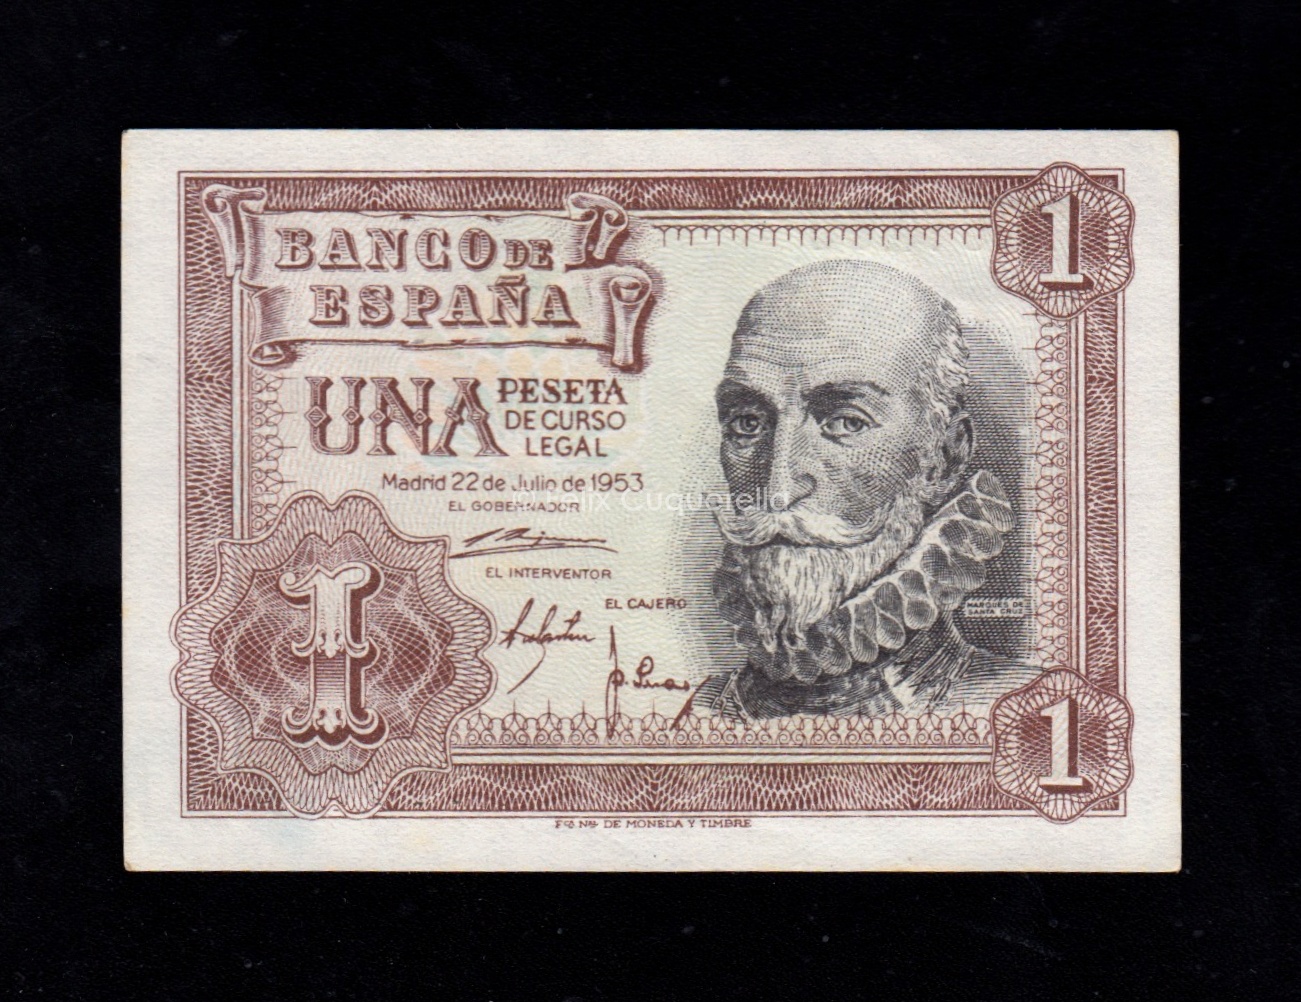 1
BANCO DE
ESPAÑA
UNA PESETA
DE CURSO
LEGAL
Madrid 22 de Julio de 1953
© Felix Cuquerella
EL GOBERNADOR
EL INTERVENTOR
EL CAJERO
MARQUES DE
SANTA CRUZ
1
1
FCA NAL DE MONEDA Y TIMBRE